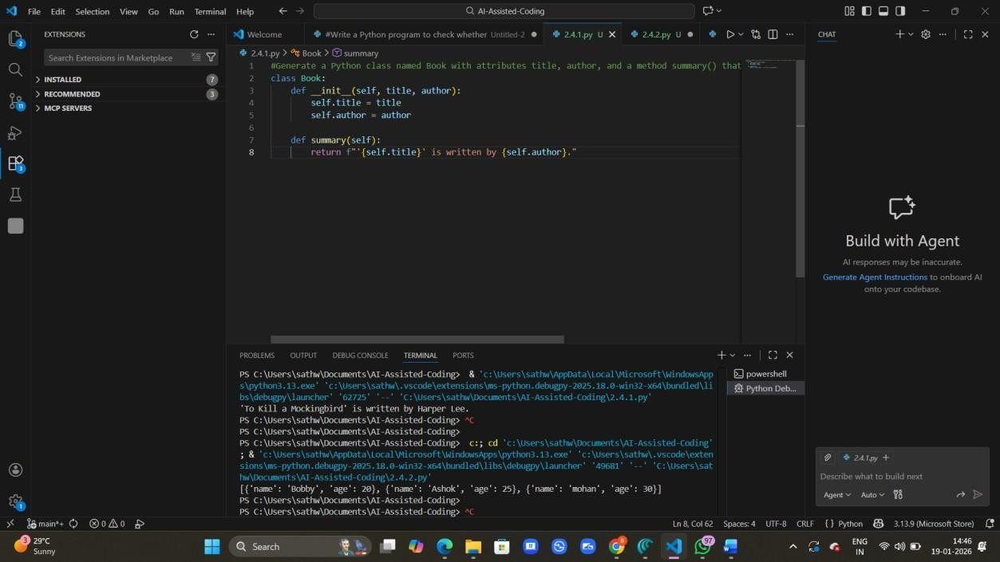 File Edit Selection View Go Run Terminal Help
AI-Assisted-Coding
EXTENSIONS
Search Extensions in Marketplace
INSTALLED 7
RECOMMENDED 3
MCP SERVERS
2
11
3
1
Welcome
#Write a Python program to check whether Untitled-2
2.4.1.py U
2.4.2.py U
2.4.1.py > Book > summary
1 #Generate a Python class named Book with attributes title, author, and a method summary() that
2 class Book:
3 def __init__(self, title, author):
4 self.title = title
5 self.author = author
6
7 def summary(self):
8 return f"'{self.title}' is written by {self.author}."
PROBLEMS OUTPUT DEBUG CONSOLE TERMINAL PORTS
PS C:\Users\sathw\Documents\AI-Assisted-Coding> & 'c:\Users\sathw\AppData\Local\Microsoft\WindowsApp
s\python3.13.exe' 'c:\Users\sathw\.vscode\extensions\ms-python.debugpy-2025.18.0-win32-x64\bundled\li
bs\debugpy\launcher' '62725' '--' 'C:\Users\sathw\Documents\AI-Assisted-Coding\2.4.1.py'
'To Kill a Mockingbird' is written by Harper Lee.
PS C:\Users\sathw\Documents\AI-Assisted-Coding> ^C
PS C:\Users\sathw\Documents\AI-Assisted-Coding>
PS C:\Users\sathw\Documents\AI-Assisted-Coding> c:; cd 'c:\Users\sathw\Documents\AI-Assisted-Coding'
; & 'c:\Users\sathw\AppData\Local\Microsoft\WindowsApps\python3.13.exe' 'c:\Users\sathw\.vscode\exten
sions\ms-python.debugpy-2025.18.0-win32-x64\bundled\libs\debugpy\launcher' '49681' '--' 'C:\Users\sat
hw\Documents\AI-Assisted-Coding\2.4.2.py'
[{'name': 'Bobby', 'age': 20}, {'name': 'Ashok', 'age': 25}, {'name': 'mohan', 'age': 30}]
PS C:\Users\sathw\Documents\AI-Assisted-Coding>
PS C:\Users\sathw\Documents\AI-Assisted-Coding> ^C
powershell
Python Deb...
CHAT
Build with Agent
AI responses may be inaccurate.
Generate Agent Instructions to onboard AI
onto your codebase.
2.4.1.py
Describe what to build next
Agent Auto
main*+ 0 0
Ln 8, Col 62 Spaces: 4 UTF-8 CRLF { } Python 3.13.9 (Microsoft Store)
3
29°C
Sunny
Search
8
97
ENG
IN
14:46
19-01-2026